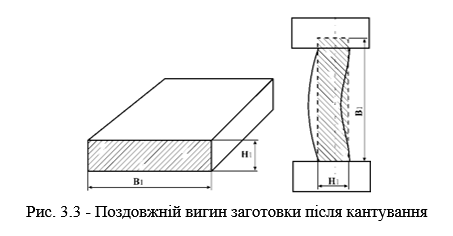 H1
B1
B1
H1
Рис. 3.3 - Поздовжній вигин заготовки після кантування